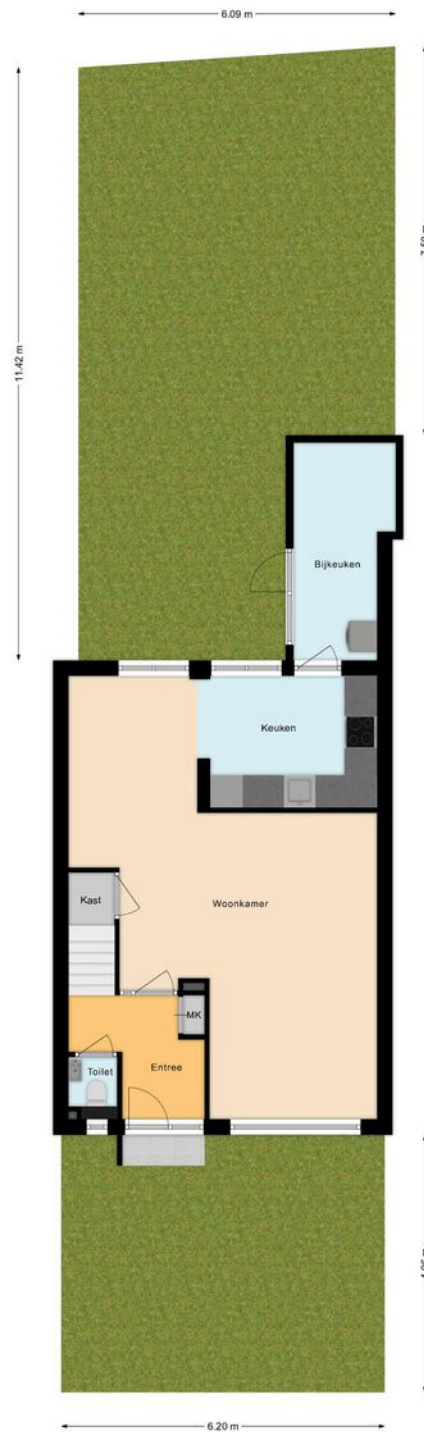 6.09 m
11.42 m
Bijkeuken
Keuken
Kast
Woonkamer
MK
Toilet
Entree
6.20 m